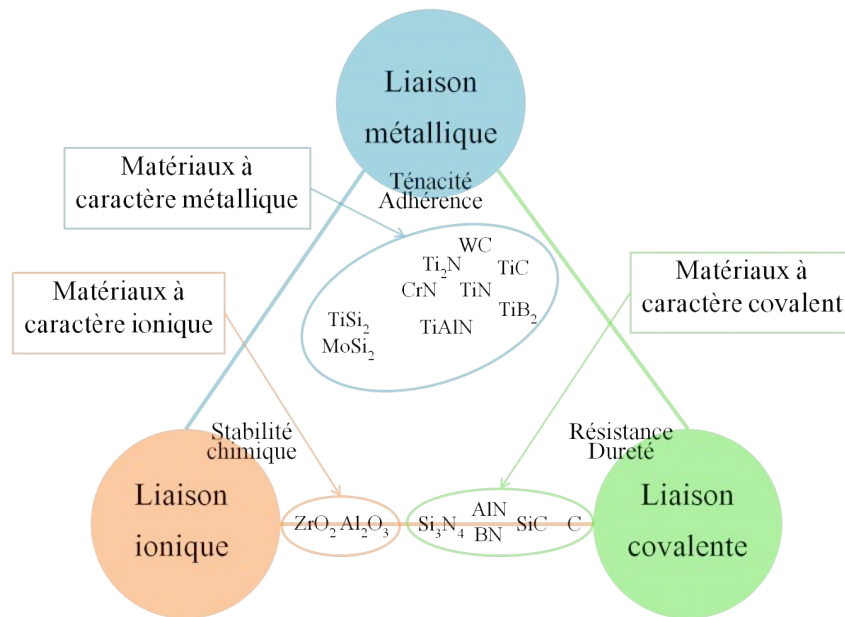 Liaison
métallique
Ténacité
Adhérence
Matériaux à
caractère métallique
Matériaux à
caractère ionique
Matériaux à
caractère covalent
WC
Ti₂N
TiC
CrN
TiN
TiB₂
TiSi₂
MoSi₂
TiAlN
Stabilité
chimique
Résistance
Dureté
Liaison
ionique
ZrO₂ Al₂O₃
Si₃N₄
AlN
BN
SiC
C
Liaison
covalente